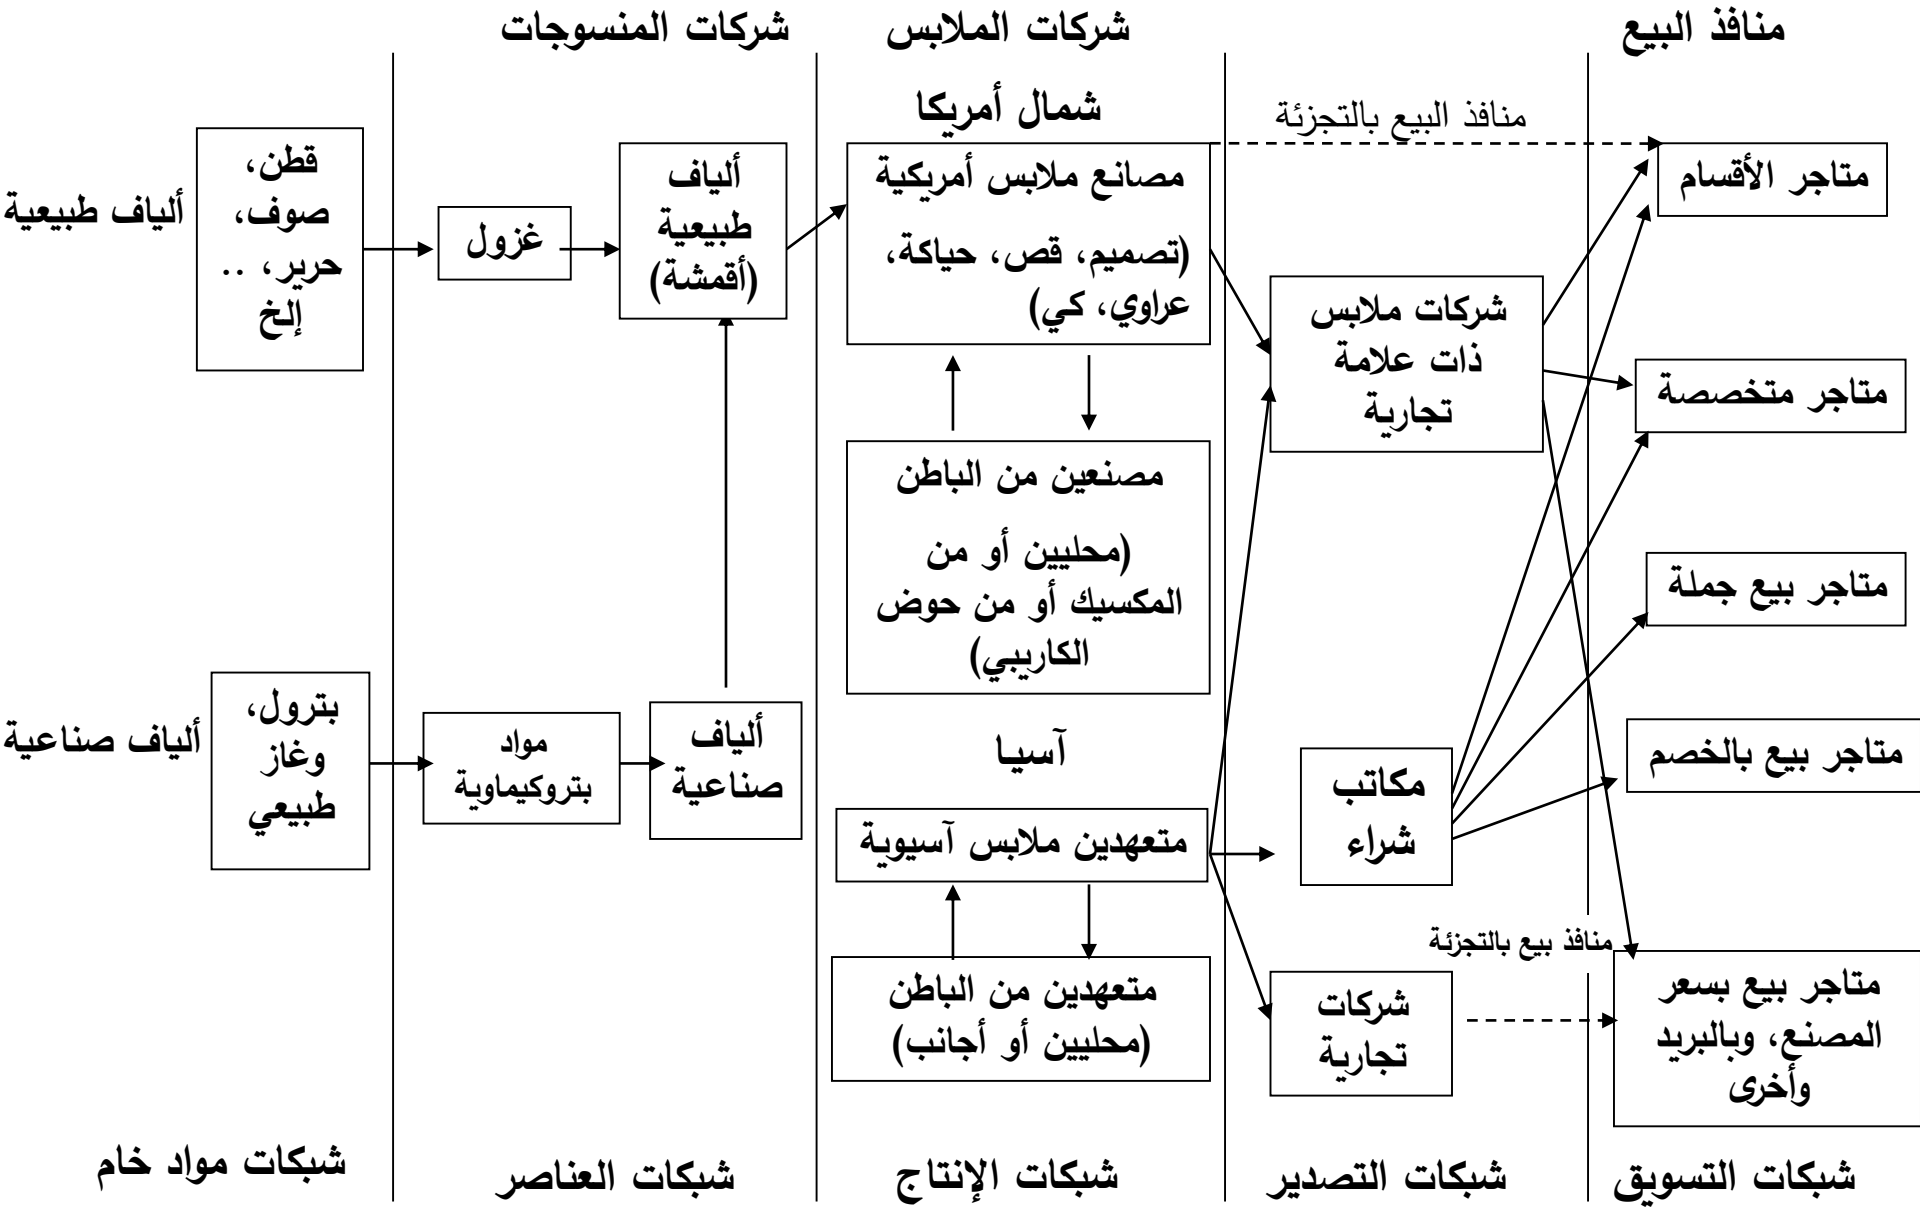 شركات المنسوجات
شركات الملابس
منافذ البيع
ألياف طبيعية
قطن،
صوف،
حرير، ..
إلخ
غزول
ألياف
طبيعية
(أقمشة)
شمال أمريكا
مصانع ملابس أمريكية
(تصميم، قص، حياكة،
عراوي، كي)
منافذ البيع بالتجزئة
شركات ملابس
ذات علامة
تجارية
متاجر الأقسام
متاجر متخصصة
مصنعين من الباطن
(محليين أو من
المكسيك أو من حوض
الكاريبي)
متاجر بيع جملة
ألياف صناعية
بترول،
وغاز
طبيعي
مواد
بتروكيماوية
ألياف
صناعية
آسيا
متعهدين ملابس آسيوية
مكاتب
شراء
متاجر بيع بالخصم
متعهدين من الباطن
(محليين أو أجانب)
منافذ بيع بالتجزئة
شركات
تجارية
متاجر بيع بسعر
المصنع، وبالبريد
وأخرى
شبكات مواد خام
شبكات العناصر
شبكات الإنتاج
شبكات التصدير
شبكات التسويق